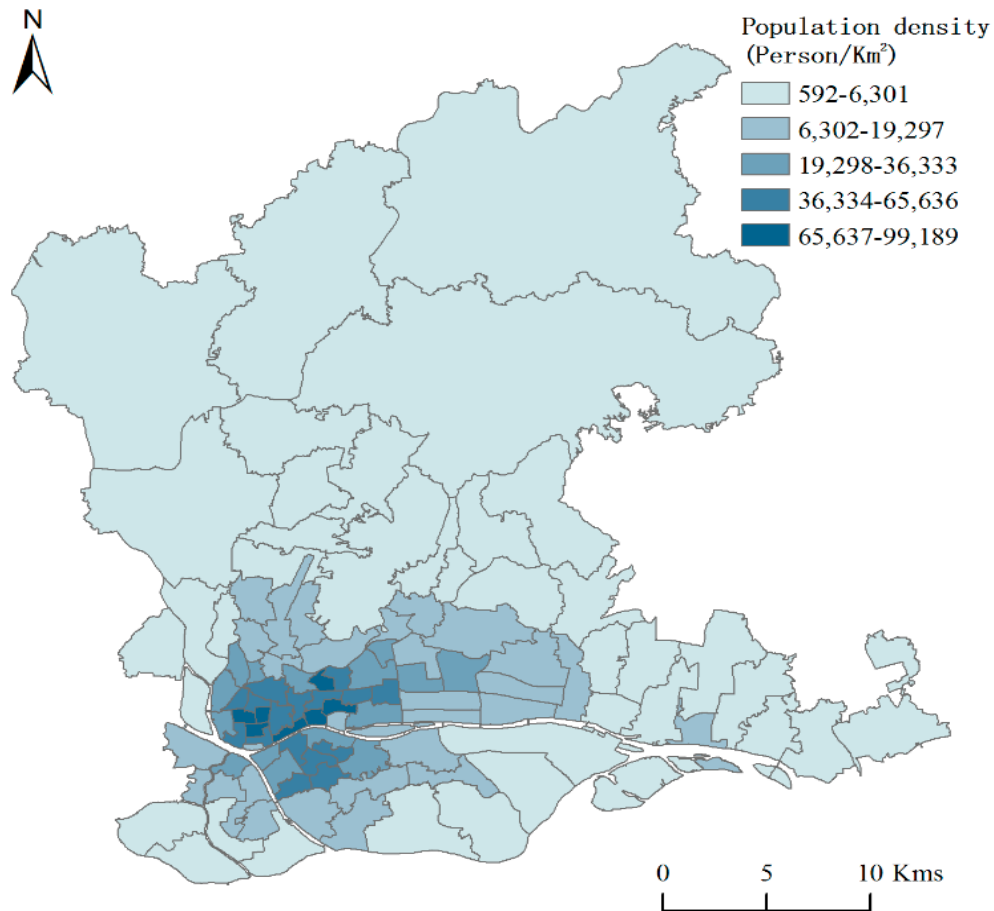 N
Population density
(Person/Km²)
592-6,301
6,302-19,297
19,298-36,333
36,334-65,636
65,637-99,189
0 5 10 Kms